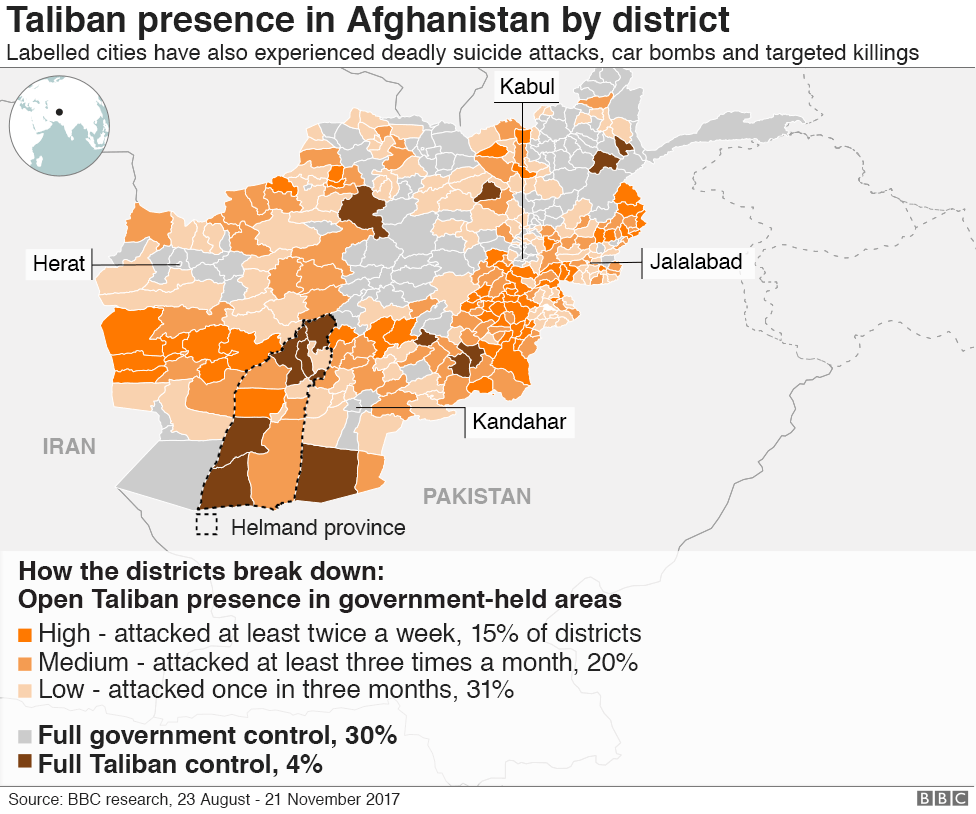 Taliban presence in Afghanistan by district
Labelled cities have also experienced deadly suicide attacks, car bombs and targeted killings
Kabul
Herat
Jalalabad
Kandahar
IRAN
PAKISTAN
Helmand province
How the districts break down:
Open Taliban presence in government-held areas
High - attacked at least twice a week, 15% of districts
Medium - attacked at least three times a month, 20%
Low - attacked once in three months, 31%
Full government control, 30%
Full Taliban control, 4%
Source: BBC research, 23 August - 21 November 2017
BBC